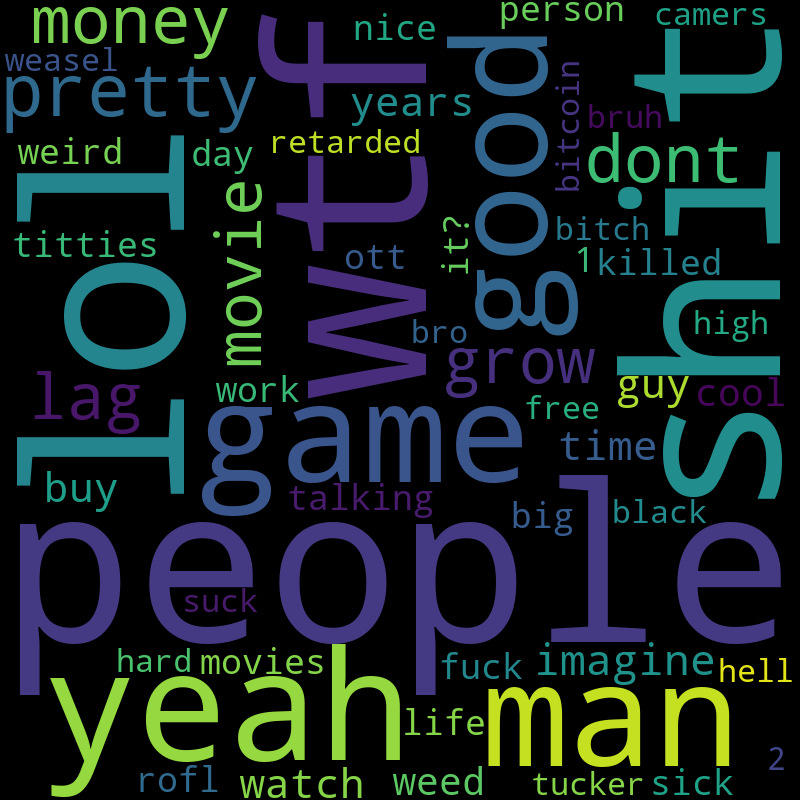 money
wtf
nice
person
camers
weasel
pretty
years
good
bitcoin
bruh
shit
weird
day
retarded
dont
lol
titties
movie
ott
it?
bitch
1
killed
bro
high
lag
work
grow
guy
cool
buy
game
free
time
talking
big
black
people
suck
hard
movies
fuck
imagine
hell
yeah
life
man
rofl
watch
weed
tucker
sick
2